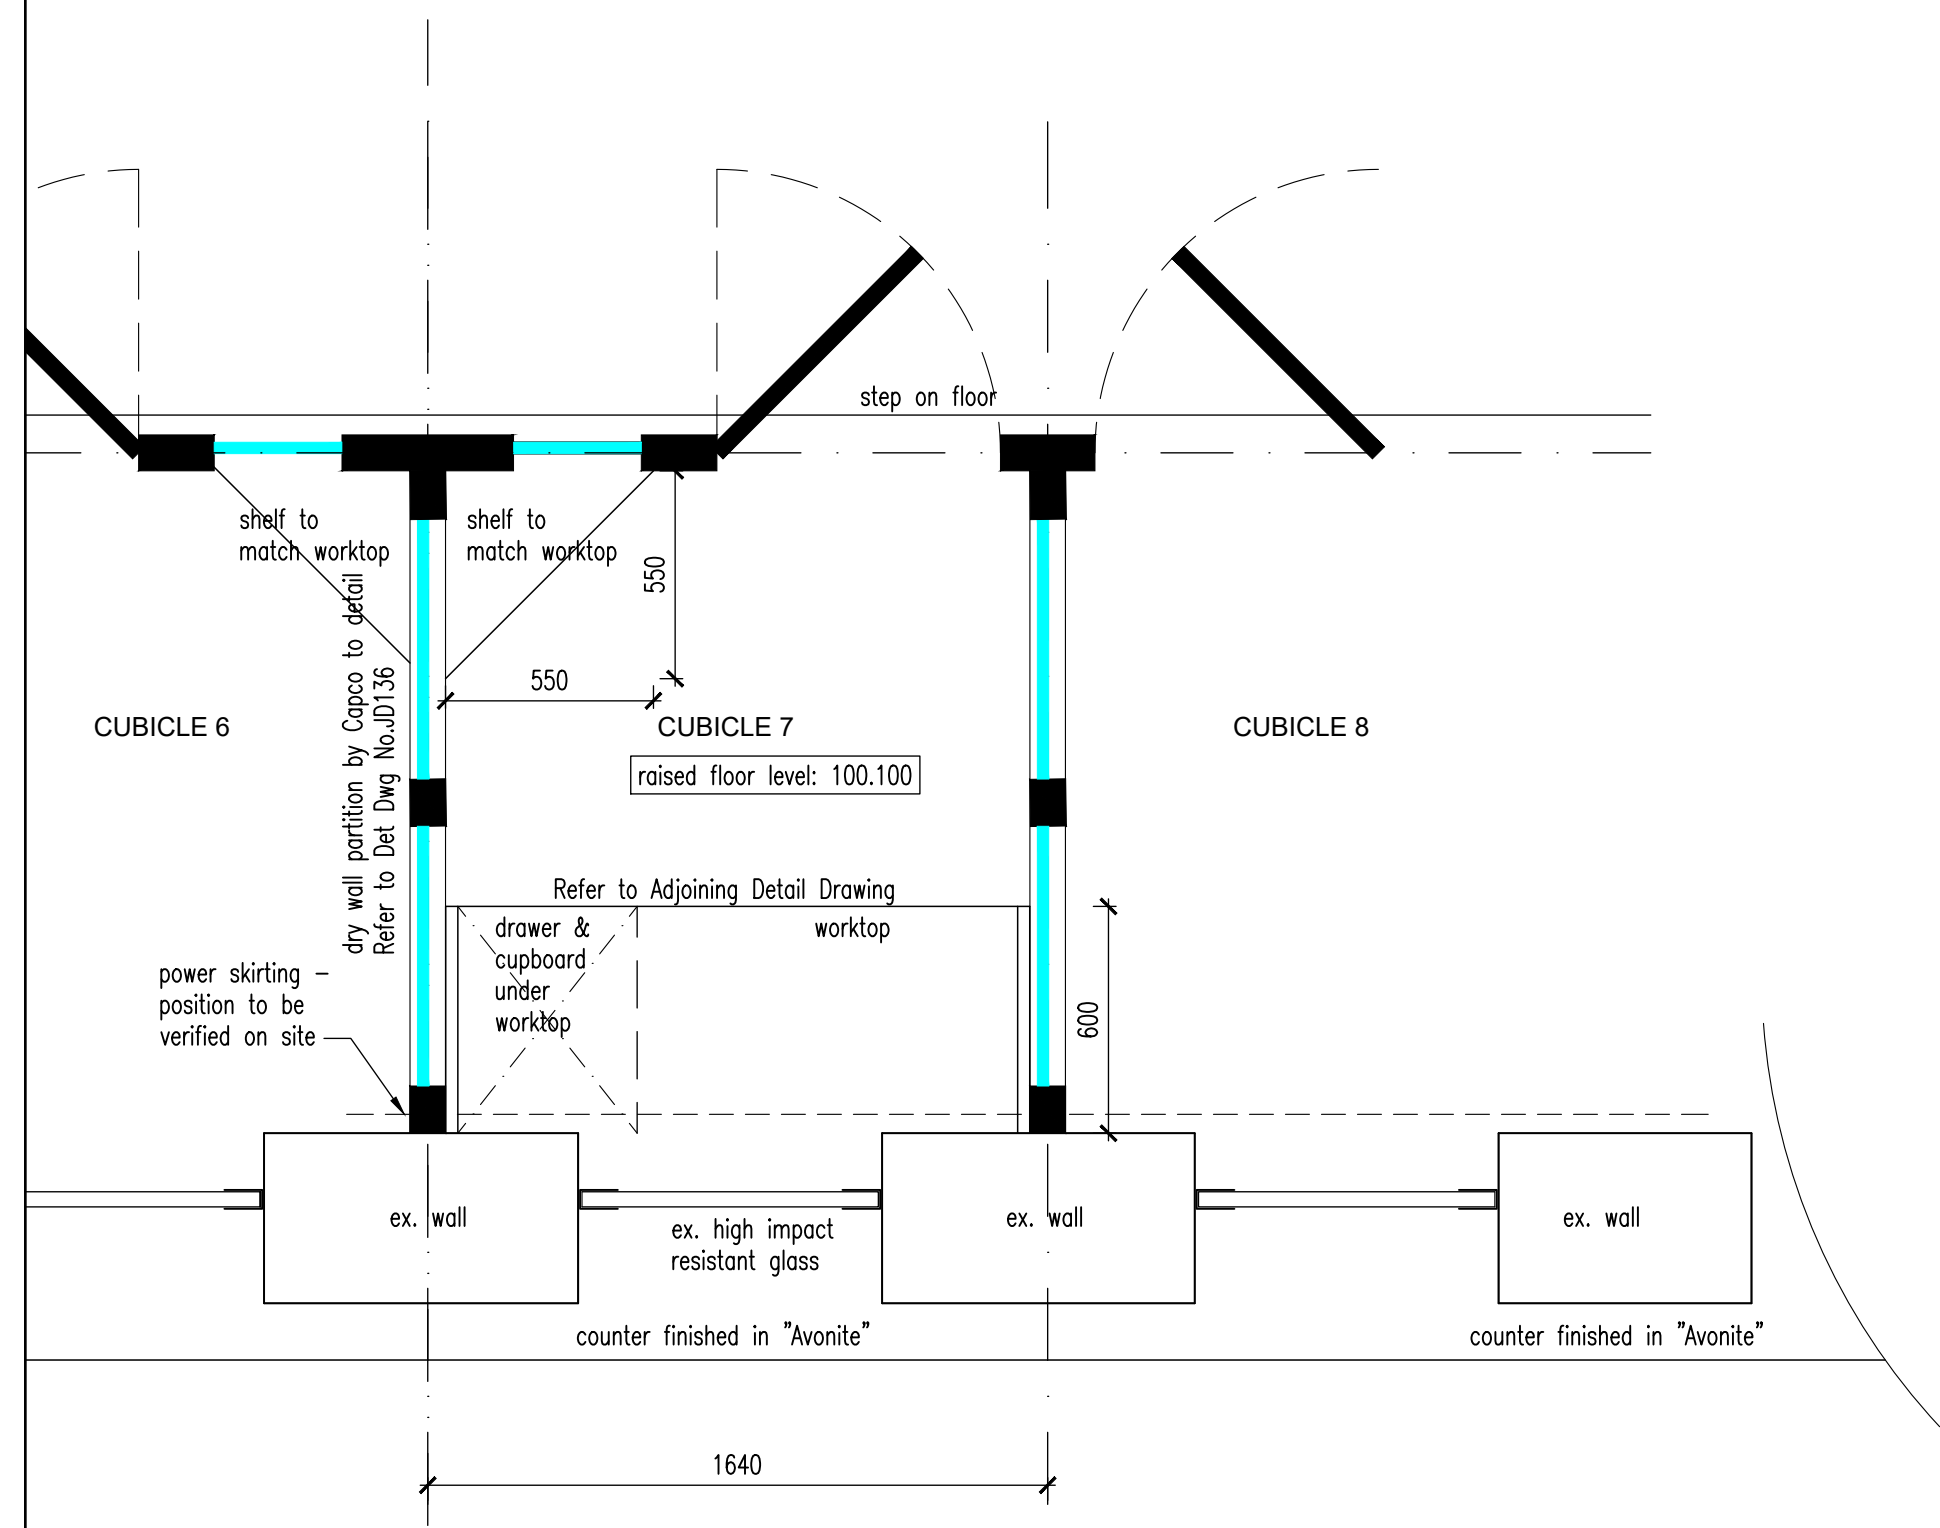 step on floor
shelf to
match worktop
shelf to
match worktop
550
550
dry wall partition by Capco to detail
Refer to Det Dwg No.JD136
CUBICLE 6
CUBICLE 7
CUBICLE 8
raised floor level: 100.100
Refer to Adjoining Detail Drawing
drawer &
cupboard
under
worktop
worktop
power skirting –
position to be
verified on site
600
ex. wall
ex. high impact
resistant glass
ex. wall
ex. wall
counter finished in ”Avonite”
counter finished in ”Avonite”
1640